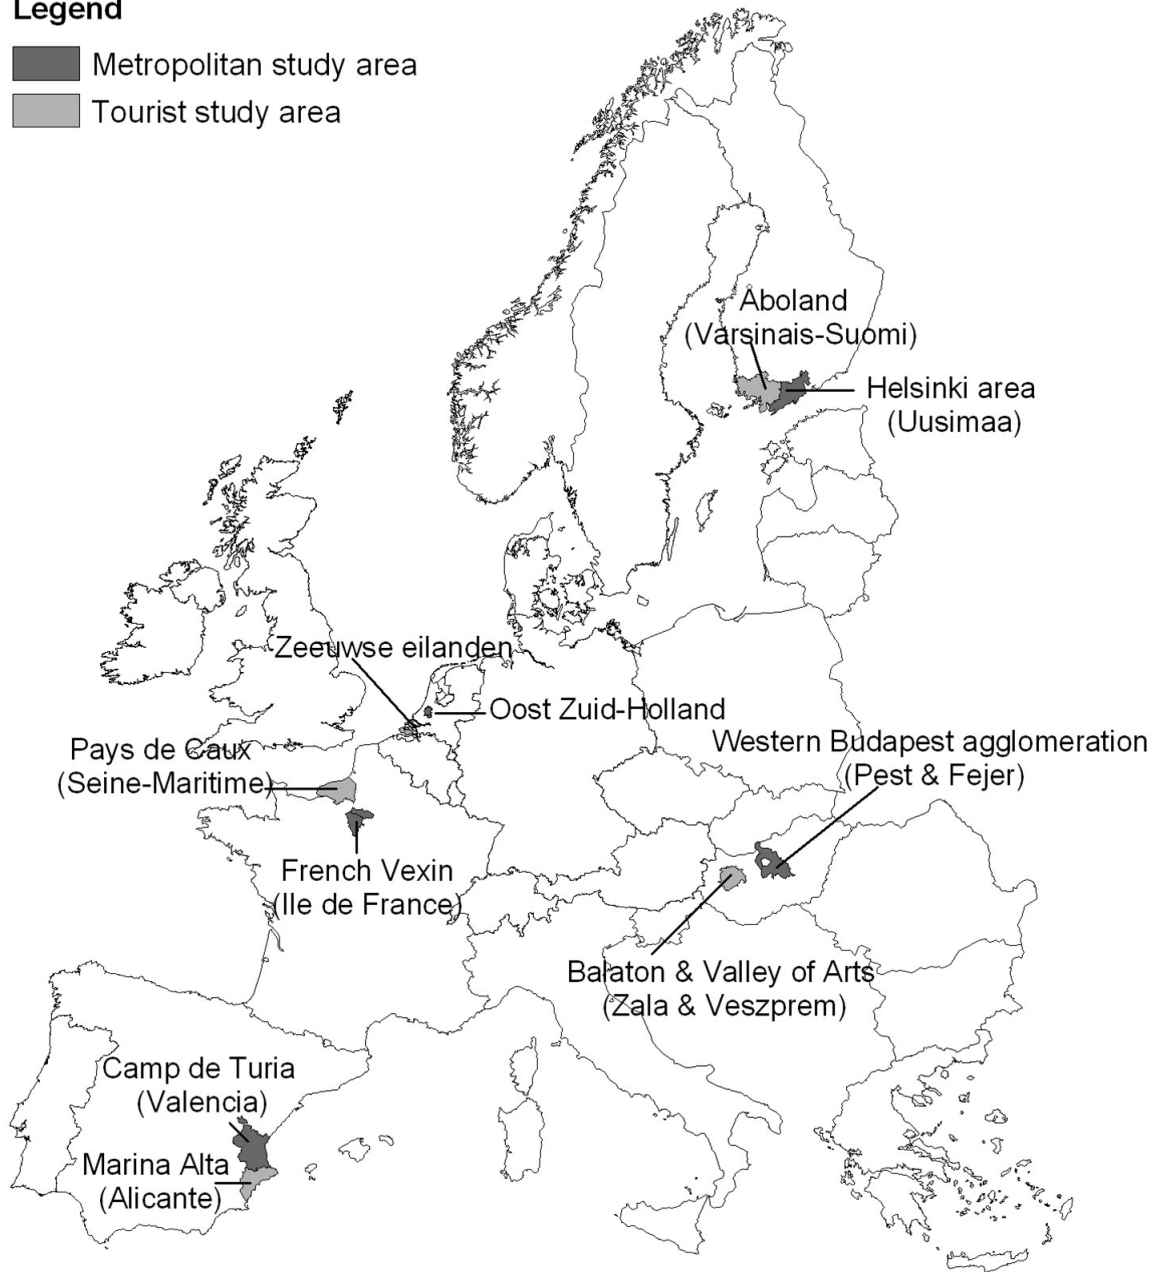 Legend
Metropolitan study area
Tourist study area
Aboland
(Varsinais-Suomi)
Helsinki area
(Uusimaa)
Zeeuwse eilanden
Oost Zuid-Holland
Pays de Caux
(Seine-Maritime)
Western Budapest agglomeration
(Pest & Fejer)
French Vexin
(Ile de France)
Balaton & Valley of Arts
(Zala & Veszprem)
Camp de Turia
(Valencia)
Marina Alta
(Alicante)